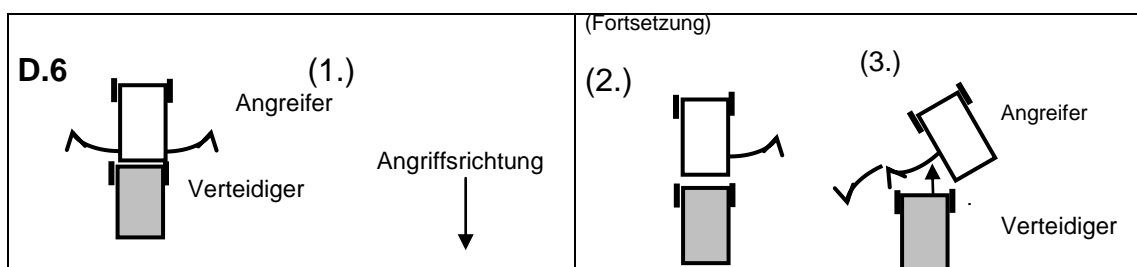 D.6
(1.)
Angreifer
Angriffsrichtung
Verteidiger
(Fortsetzung)
(2.)
(3.)
Angreifer
Verteidiger